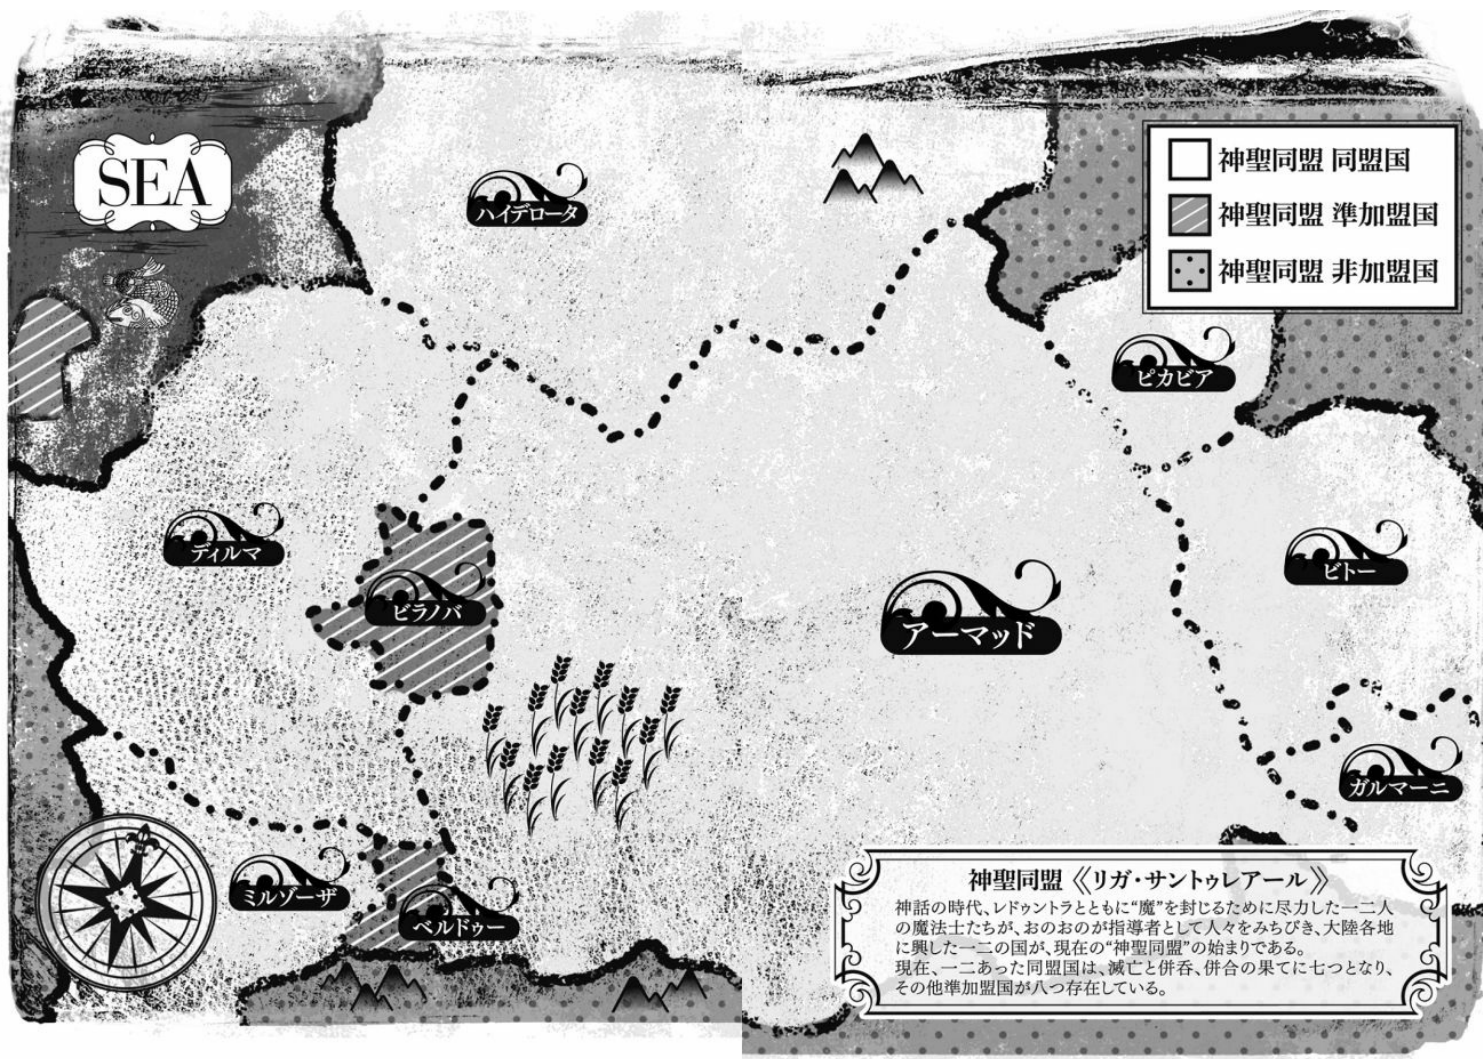 SEA
ハイデロータ
神聖同盟 同盟国
神聖同盟 準加盟国
神聖同盟 非加盟国
ピカビア
ディルマ
ビラノバ
アーマッド
ビトー
ガルマーニ
ミルゾーザ
ベルドゥー
神聖同盟《リガ・サントゥレアール》
神話の時代、レドゥントラとともに“魔”を封じるために尽力した一二人
の魔法士たちが、おのおのが指導者として人々をみちびき、大陸各地
に興した一二の国が、現在の“神聖同盟”の始まりである。
現在、一二あった同盟国は、滅亡と併呑、併合の果てに七つとなり、
その他準加盟国が八つ存在している。